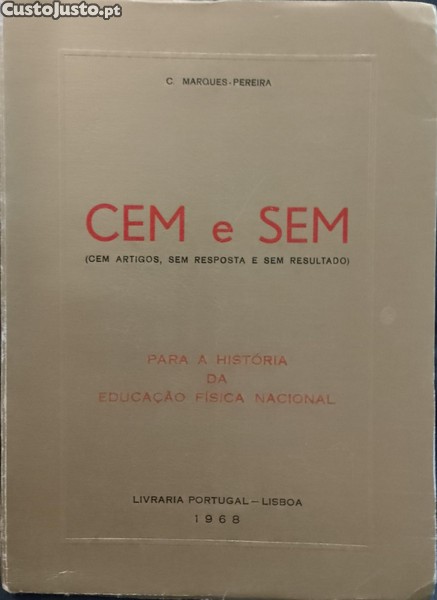 CustoJusto.pt
C. MARQUES-PEREIRA
CEM e SEM
(CEM ARTIGOS, SEM RESPOSTA E SEM RESULTADO)
PARA A HISTÓRIA
DA
EDUCAÇÃO FÍSICA NACIONAL
LIVRARIA PORTUGAL — LISBOA
1968